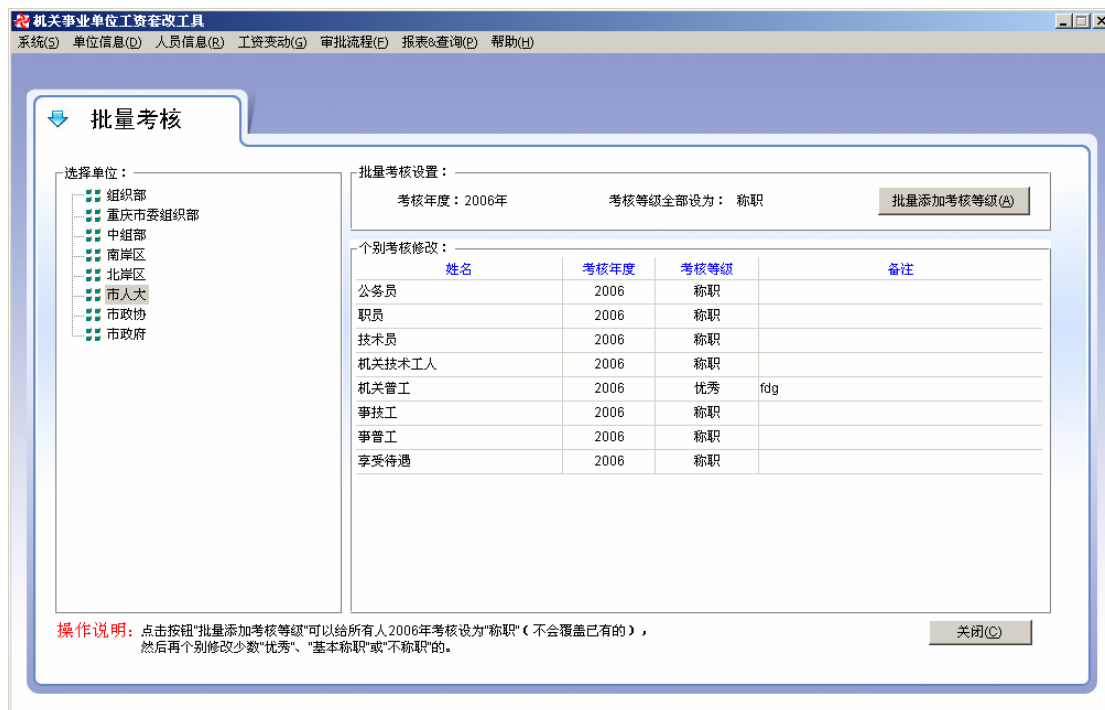 机关事业单位工资套改工具
系统(S) 单位信息(D) 人员信息(R) 工资变动(G) 审批流程(F) 报表&查询(P) 帮助(H)
批量考核
选择单位：
组织部
重庆市委组织部
中组部
南岸区
北岸区
市人大
市政协
市政府
批量考核设置：
考核年度：2006年 考核等级全部设为： 称职 批量添加考核等级(A)
个别考核修改：
姓名 考核年度 考核等级 备注
公务员 2006 称职
职员 2006 称职
技术员 2006 称职
机关技术工人 2006 称职
机关普工 2006 优秀 fdg
事技工 2006 称职
事普工 2006 称职
享受待遇 2006 称职
操作说明：点击按钮"批量添加考核等级"可以给所有人2006年考核设为"称职"(不会覆盖已有的)，
然后再个别修改少数"优秀"、"基本称职"或"不称职"的。
关闭(C)